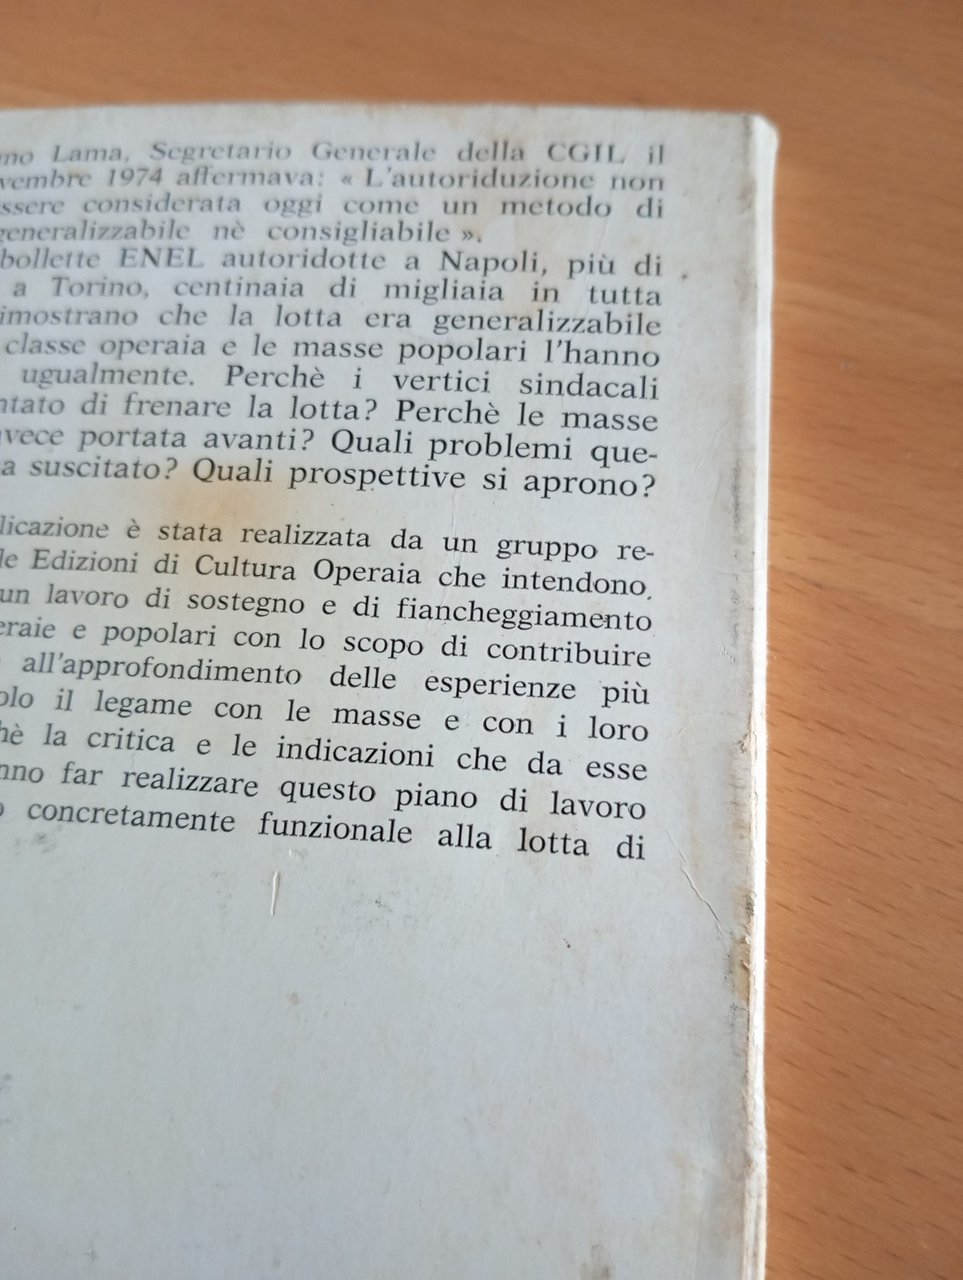 mo Lama, Segretario Generale della CGIL il
vembre 1974 affermava: « L'autoriduzione non
ssere considerata oggi come un metodo di
generalizzabile nè consigliabile ».
bollette ENEL autoridotte a Napoli, più di
a Torino, centinaia di migliaia in tutta
imostrano che la lotta era generalizzabile
classe operaia e le masse popolari l'hanno
ugualmente. Perchè i vertici sindacali
ntato di frenare la lotta? Perchè le masse
vece portata avanti? Quali problemi que-
a suscitato? Quali prospettive si aprono?
licazione è stata realizzata da un gruppo re-
le Edizioni di Cultura Operaia che intendono
un lavoro di sostegno e di fiancheggiamento
eraie e popolari con lo scopo di contribuire
all'approfondimento delle esperienze più
olo il legame con le masse e con i loro
hè la critica e le indicazioni che da esse
nno far realizzare questo piano di lavoro
o concretamente funzionale alla lotta di